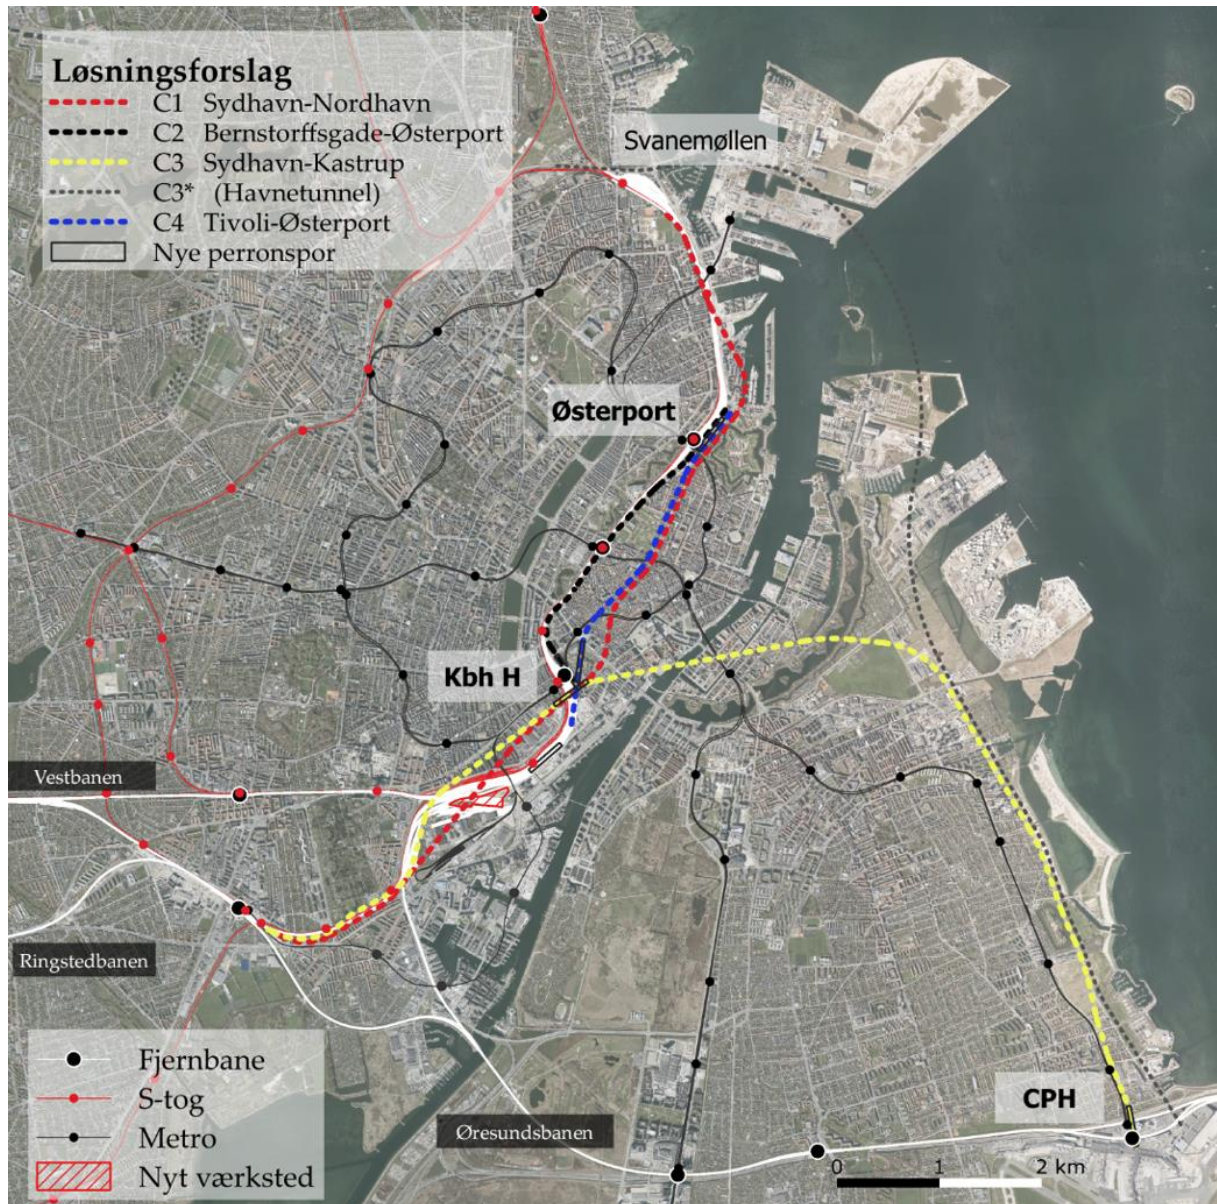 Løsningsforslag
C1 Sydhavn-Nordhavn
C2 Bernstorffsgade-Østerport
C3 Sydhavn-Kastrup
C3* (Havnetunnel)
C4 Tivoli-Østerport
Nye perronspor
Svanemøllen
Østerport
Kbh H
Vestbanen
Ringstedbanen
Fjernbane
S-tog
Metro
Nyt værksted
Øresundsbanen
CPH
0 1 2 km